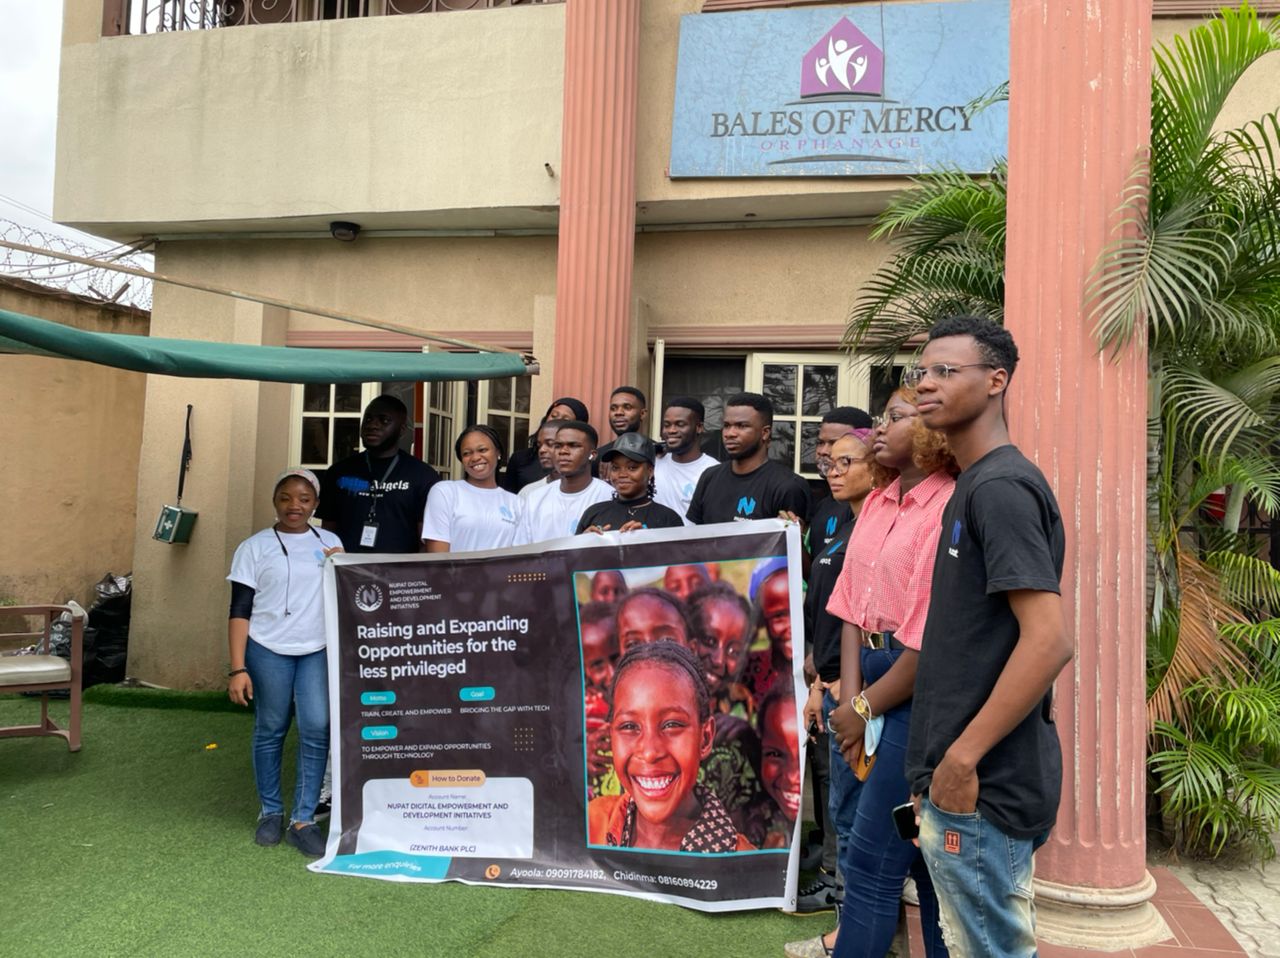 BALES OF MERCY
ORPHANAGE
Angels
nupat
nupat
NUPAT DIGITAL
EMPOWERMENT
AND DEVELOPMENT
INITIATIVES
Raising and Expanding
Opportunities for the
less privileged
Motto
Goal
TRAIN, CREATE AND EMPOWER
BRIDGING THE GAP WITH TECH
Vision
TO EMPOWER AND EXPAND OPPORTUNITIES
THROUGH TECHNOLOGY
How to Donate
Account Name:
NUPAT DIGITAL EMPOWERMENT AND
DEVELOPMENT INITIATIVES
Account Number:
(ZENITH BANK PLC)
For more enquiries
Ayoola: 09091784182, Chidinma: 08160894229